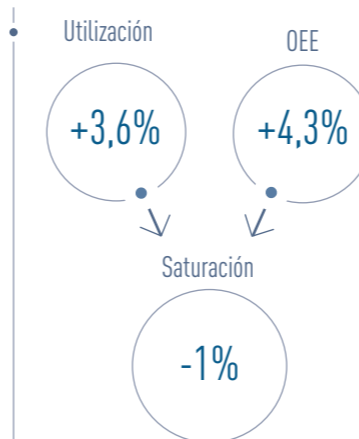 Utilización
OEE
+3,6%
+4,3%
Saturación
-1%